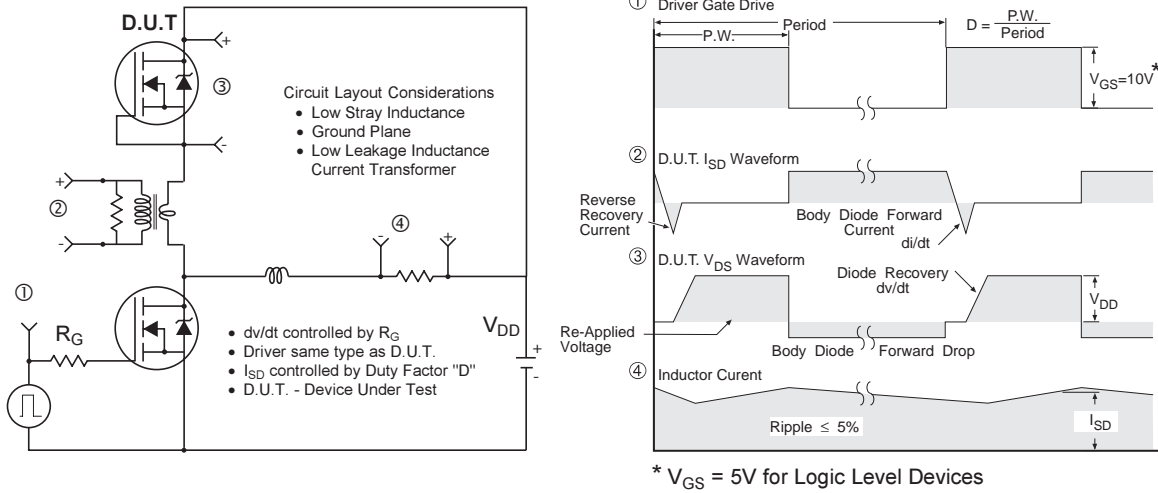 D.U.T
+
③
-
Circuit Layout Considerations
• Low Stray Inductance
• Ground Plane
• Low Leakage Inductance
Current Transformer
+
②
-
④
-
+
①
R_G
• dv/dt controlled by R_G
• Driver same type as D.U.T.
• I_SD controlled by Duty Factor "D"
• D.U.T. - Device Under Test
V_DD
+
-
① Driver Gate Drive
Period
P.W.
D = P.W.
Period
V_GS=10V *
② D.U.T. I_SD Waveform
Reverse
Recovery
Current
Body Diode Forward
Current
di/dt
③ D.U.T. V_DS Waveform
Diode Recovery
dv/dt
V_DD
Re-Applied
Voltage
Body Diode Forward Drop
④ Inductor Curent
Ripple ≤ 5%
I_SD
* V_GS = 5V for Logic Level Devices